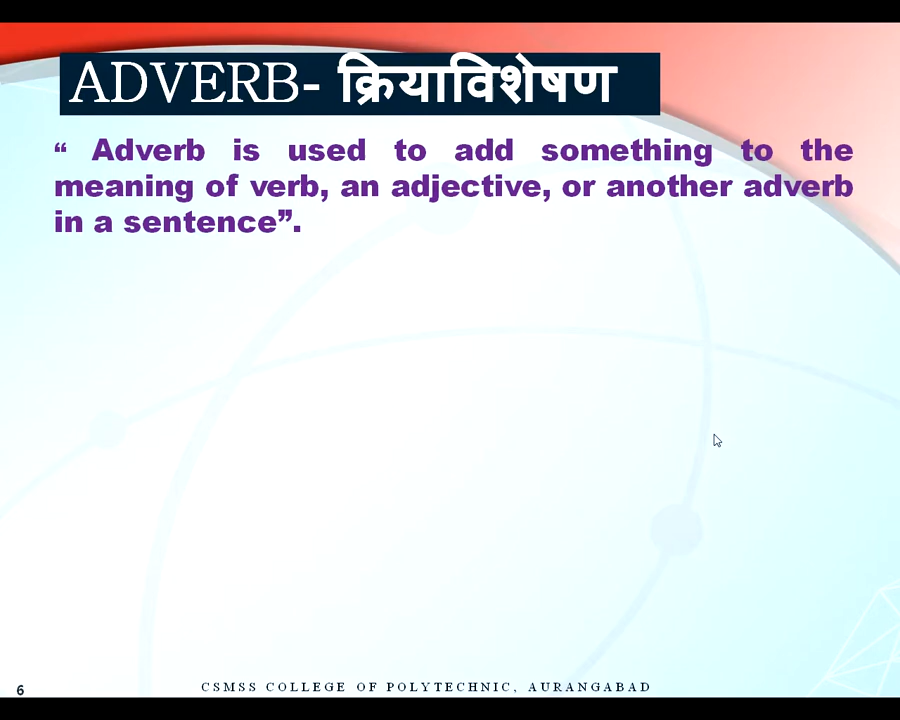 ADVERB- क्रियाविशेषण
“ Adverb is used to add something to the
meaning of verb, an adjective, or another adverb
in a sentence”.
6
CSMSS COLLEGE OF POLYTECHNIC, AURANGABAD